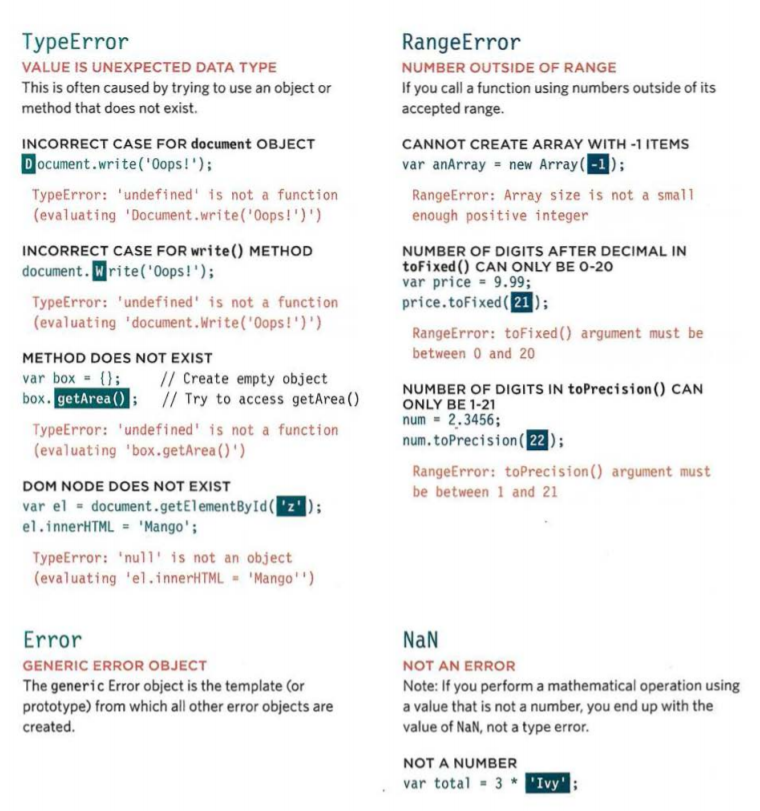 TypeError
VALUE IS UNEXPECTED DATA TYPE
This is often caused by trying to use an object or
method that does not exist.
INCORRECT CASE FOR document OBJECT
Document.write('Oops!');
TypeError: 'undefined' is not a function
(evaluating 'Document.write('Oops!')')
INCORRECT CASE FOR write() METHOD
document.Write('Oops!');
TypeError: 'undefined' is not a function
(evaluating 'document.Write('Oops!')')
METHOD DOES NOT EXIST
var box = {}; // Create empty object
box.getArea(); // Try to access getArea()
TypeError: 'undefined' is not a function
(evaluating 'box.getArea()')
DOM NODE DOES NOT EXIST
var el = document.getElementById('z');
el.innerHTML = 'Mango';
TypeError: 'null' is not an object
(evaluating 'el.innerHTML = 'Mango'')
RangeError
NUMBER OUTSIDE OF RANGE
If you call a function using numbers outside of its
accepted range.
CANNOT CREATE ARRAY WITH -1 ITEMS
var anArray = new Array(-1);
RangeError: Array size is not a small
enough positive integer
NUMBER OF DIGITS AFTER DECIMAL IN
toFixed() CAN ONLY BE 0-20
var price = 9.99;
price.toFixed(21);
RangeError: toFixed() argument must be
between 0 and 20
NUMBER OF DIGITS IN toPrecision() CAN
ONLY BE 1-21
num = 2.3456;
num.toPrecision(22);
RangeError: toPrecision() argument must
be between 1 and 21
Error
GENERIC ERROR OBJECT
The generic Error object is the template (or
prototype) from which all other error objects are
created.
NaN
NOT AN ERROR
Note: If you perform a mathematical operation using
a value that is not a number, you end up with the
value of NaN, not a type error.
NOT A NUMBER
var total = 3 * 'Ivy';